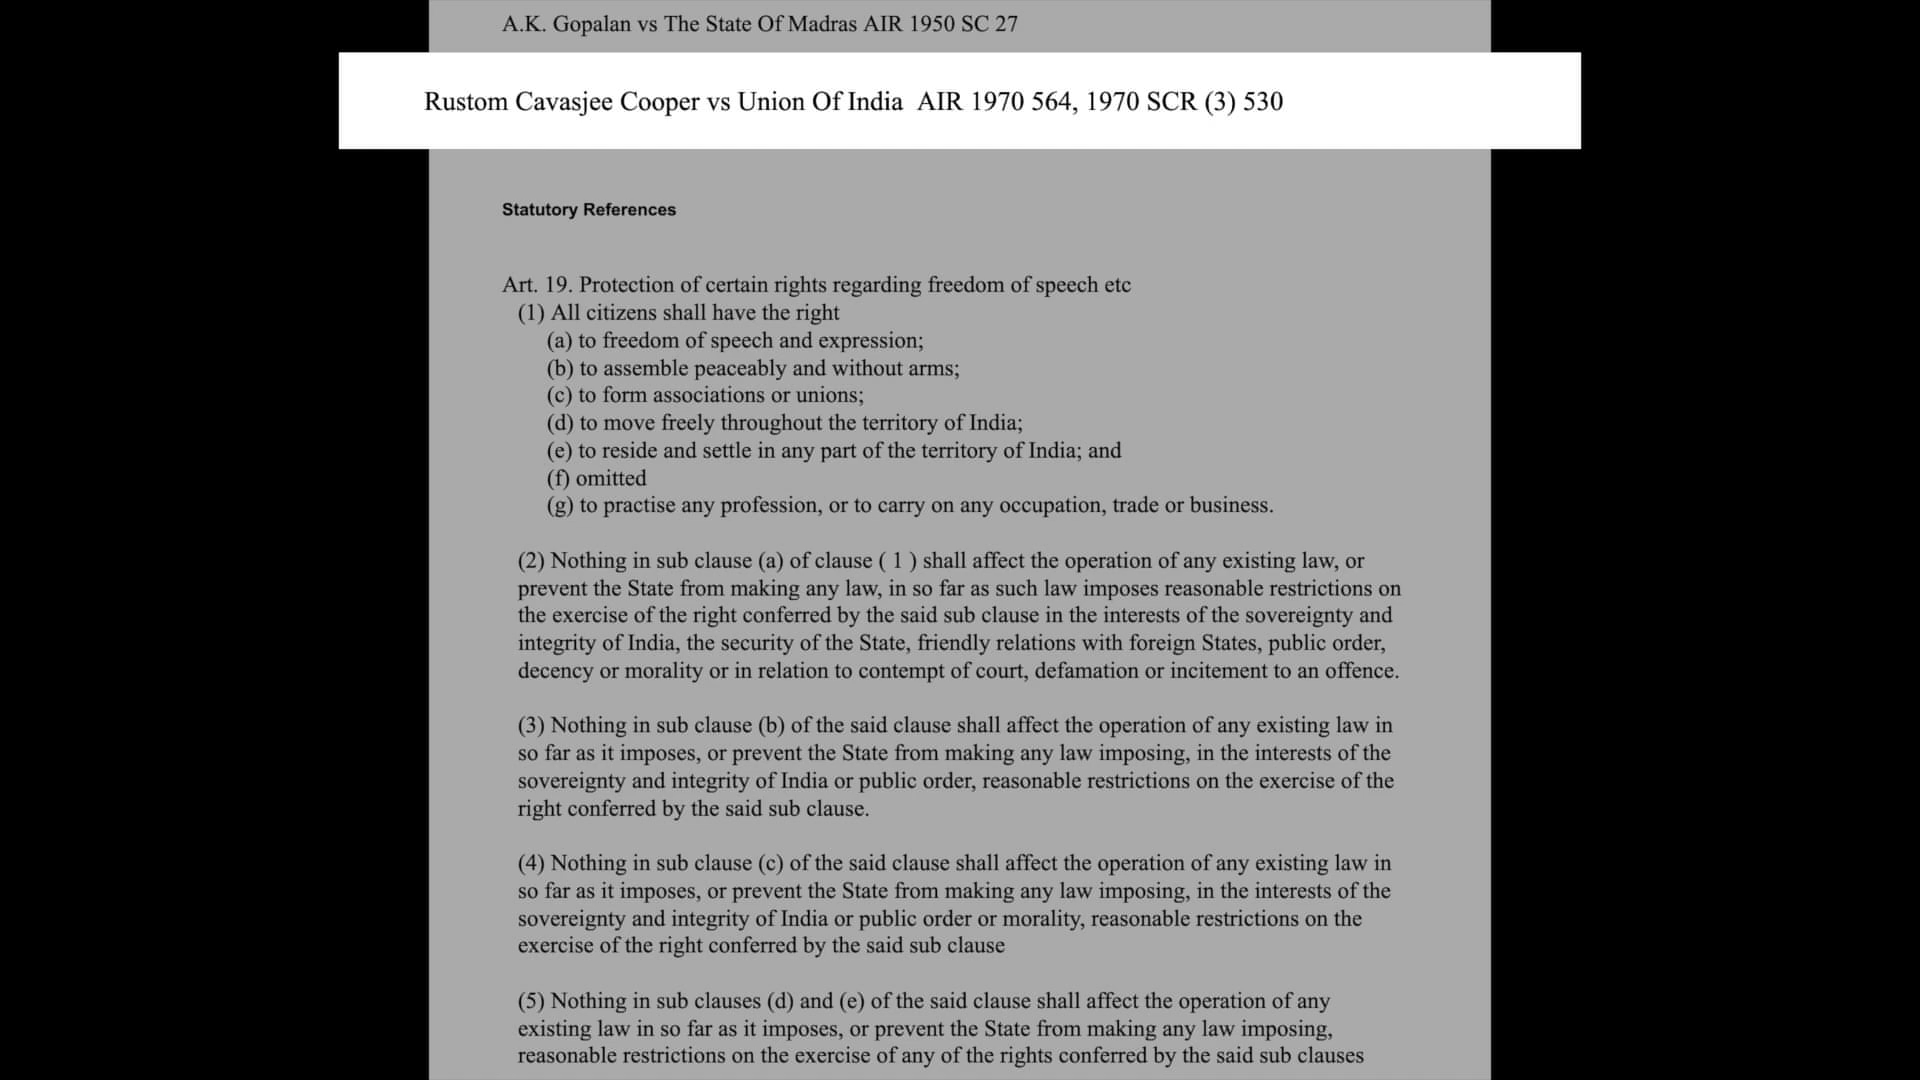 A.K. Gopalan vs The State Of Madras AIR 1950 SC 27
Rustom Cavasjee Cooper vs Union Of India  AIR 1970 564, 1970 SCR (3) 530
Statutory References
Art. 19. Protection of certain rights regarding freedom of speech etc
(1) All citizens shall have the right
(a) to freedom of speech and expression;
(b) to assemble peaceably and without arms;
(c) to form associations or unions;
(d) to move freely throughout the territory of India;
(e) to reside and settle in any part of the territory of India; and
(f) omitted
(g) to practise any profession, or to carry on any occupation, trade or business.
(2) Nothing in sub clause (a) of clause ( 1 ) shall affect the operation of any existing law, or
prevent the State from making any law, in so far as such law imposes reasonable restrictions on
the exercise of the right conferred by the said sub clause in the interests of the sovereignty and
integrity of India, the security of the State, friendly relations with foreign States, public order,
decency or morality or in relation to contempt of court, defamation or incitement to an offence.
(3) Nothing in sub clause (b) of the said clause shall affect the operation of any existing law in
so far as it imposes, or prevent the State from making any law imposing, in the interests of the
sovereignty and integrity of India or public order, reasonable restrictions on the exercise of the
right conferred by the said sub clause.
(4) Nothing in sub clause (c) of the said clause shall affect the operation of any existing law in
so far as it imposes, or prevent the State from making any law imposing, in the interests of the
sovereignty and integrity of India or public order or morality, reasonable restrictions on the
exercise of the right conferred by the said sub clause
(5) Nothing in sub clauses (d) and (e) of the said clause shall affect the operation of any
existing law in so far as it imposes, or prevent the State from making any law imposing,
reasonable restrictions on the exercise of any of the rights conferred by the said sub clauses